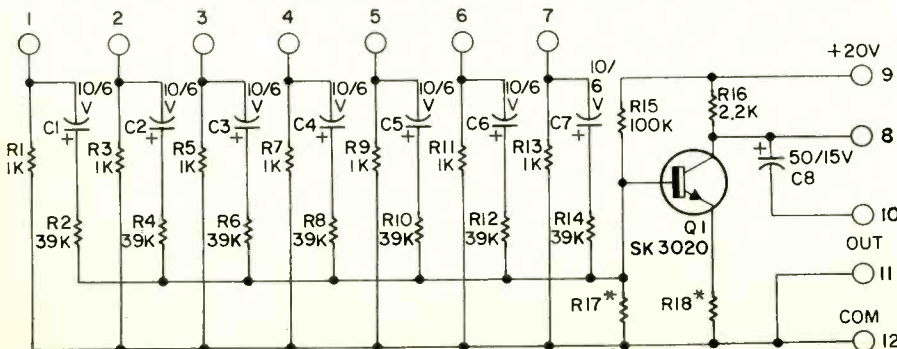 1 2 3 4 5 6 7
+20V
9
10/6 V 10/6 V 10/6 V 10/6 V 10/6 V 10/6 V 10/ 6 V
C1 + C2 + C3 + C4 + C5 + C6 + C7 +
R15 100K
R16 2.2K
8
R1 1K
R3 1K
R5 1K
R7 1K
R9 1K
R11 1K
R13 1K
+ 50/15V C8
R2 39K
R4 39K
R6 39K
R8 39K
R10 39K
R12 39K
R14 39K
Q1
SK 3020
10
OUT
11
R17*
R18*
COM
12